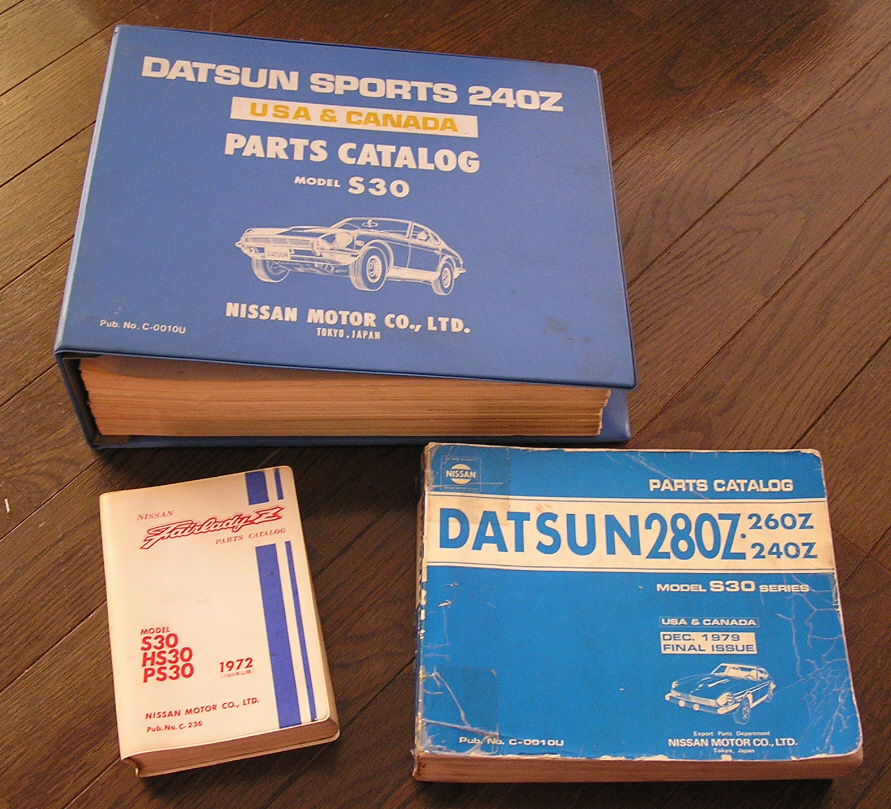 DATSUN SPORTS 240Z
USA & CANADA
PARTS CATALOG
MODEL S30
DATSUN
NISSAN MOTOR CO., LTD.
TOKYO, JAPAN
Pub. No. C-0010U
NISSAN
Fairlady Z
PARTS CATALOG
MODEL
S30
HS30
PS30
1972
NISSAN MOTOR CO., LTD.
Pub. No. C-236
NISSAN
PARTS CATALOG
DATSUN 280Z·260Z
240Z
MODEL S30 SERIES
USA & CANADA
DEC. 1979
FINAL ISSUE
Export Parts Department
NISSAN MOTOR CO., LTD.
Tokyo, Japan
Pub. No. C-0010U